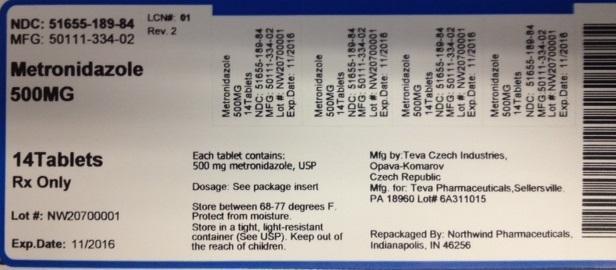 NDC: 51655-189-84
MFG: 50111-334-02
LCN#: 01
Rev. 2
Metronidazole
500MG
Metronidazole
500MG
14Tablets
NDC: 51655-189-84
MFG: 50111-334-02
Lot #: NW20700001
Exp.Date: 11/2016
Metronidazole
500MG
14Tablets
NDC: 51655-189-84
MFG: 50111-334-02
Lot #: NW20700001
Exp.Date: 11/2016
Metronidazole
500MG
14Tablets
NDC: 51655-189-84
MFG: 50111-334-02
Lot #: NW20700001
Exp.Date: 11/2016
Metronidazole
500MG
14Tablets
NDC: 51655-189-84
MFG: 50111-334-02
Lot #: NW20700001
Exp.Date: 11/2016
14Tablets
Rx Only
Lot #: NW20700001
Exp.Date: 11/2016
Each tablet contains:
500 mg metronidazole, USP
Dosage: See package insert
Store between 68-77 degrees F.
Protect from moisture.
Store in a tight, light-resistant
container (See USP). Keep out of
the reach of children.
Mfg by:Teva Czech Industries,
Opava-Komarov
Czech Republic
Mfg. for: Teva Pharmaceuticals,Sellersville
PA 18960 Lot# 6A311015
Repackaged By: Northwind Pharmaceuticals,
Indianapolis, IN 46256